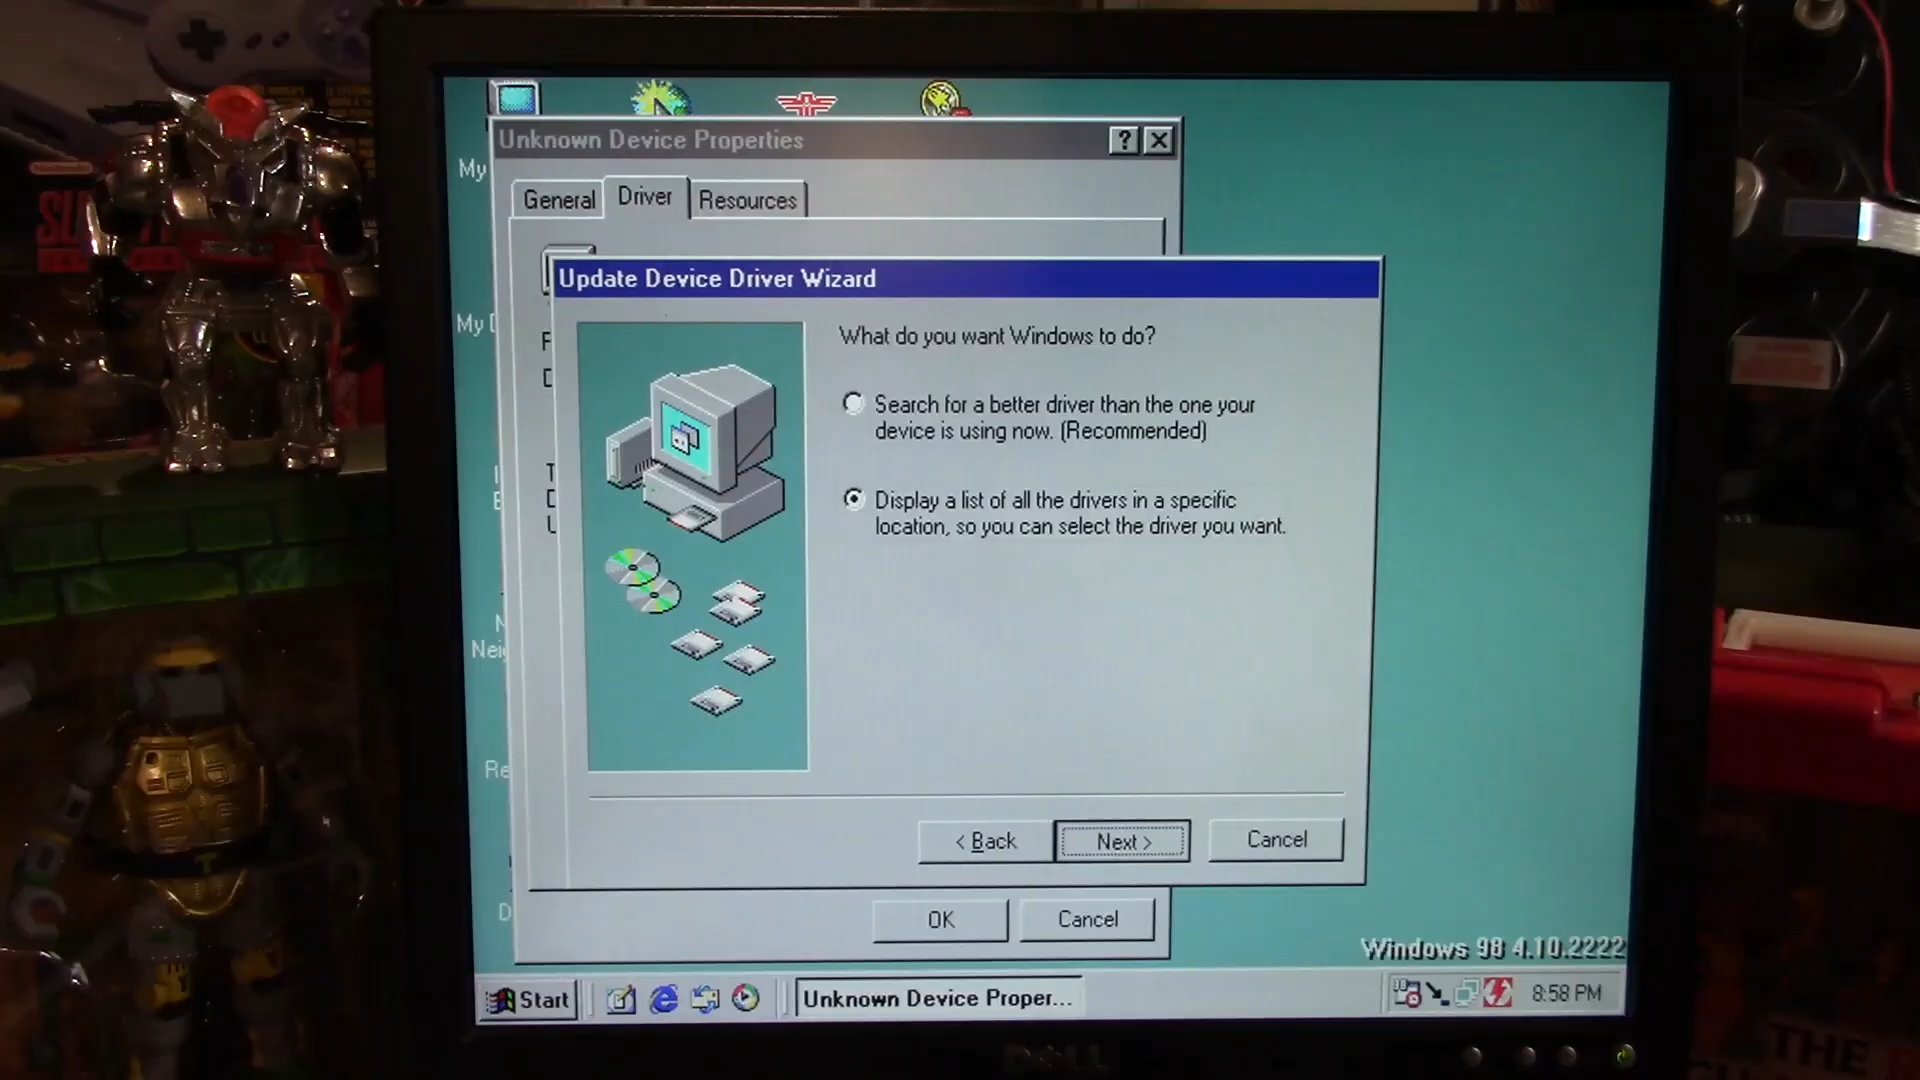 Unknown Device Properties
General
Driver
Resources
My
Update Device Driver Wizard
What do you want Windows to do?
Search for a better driver than the one your
device is using now. (Recommended)
Display a list of all the drivers in a specific
location, so you can select the driver you want.
< Back
Next >
Cancel
OK
Cancel
Windows 98 4.10.2222
Start
Unknown Device Proper...
8:58 PM
DELL
THE